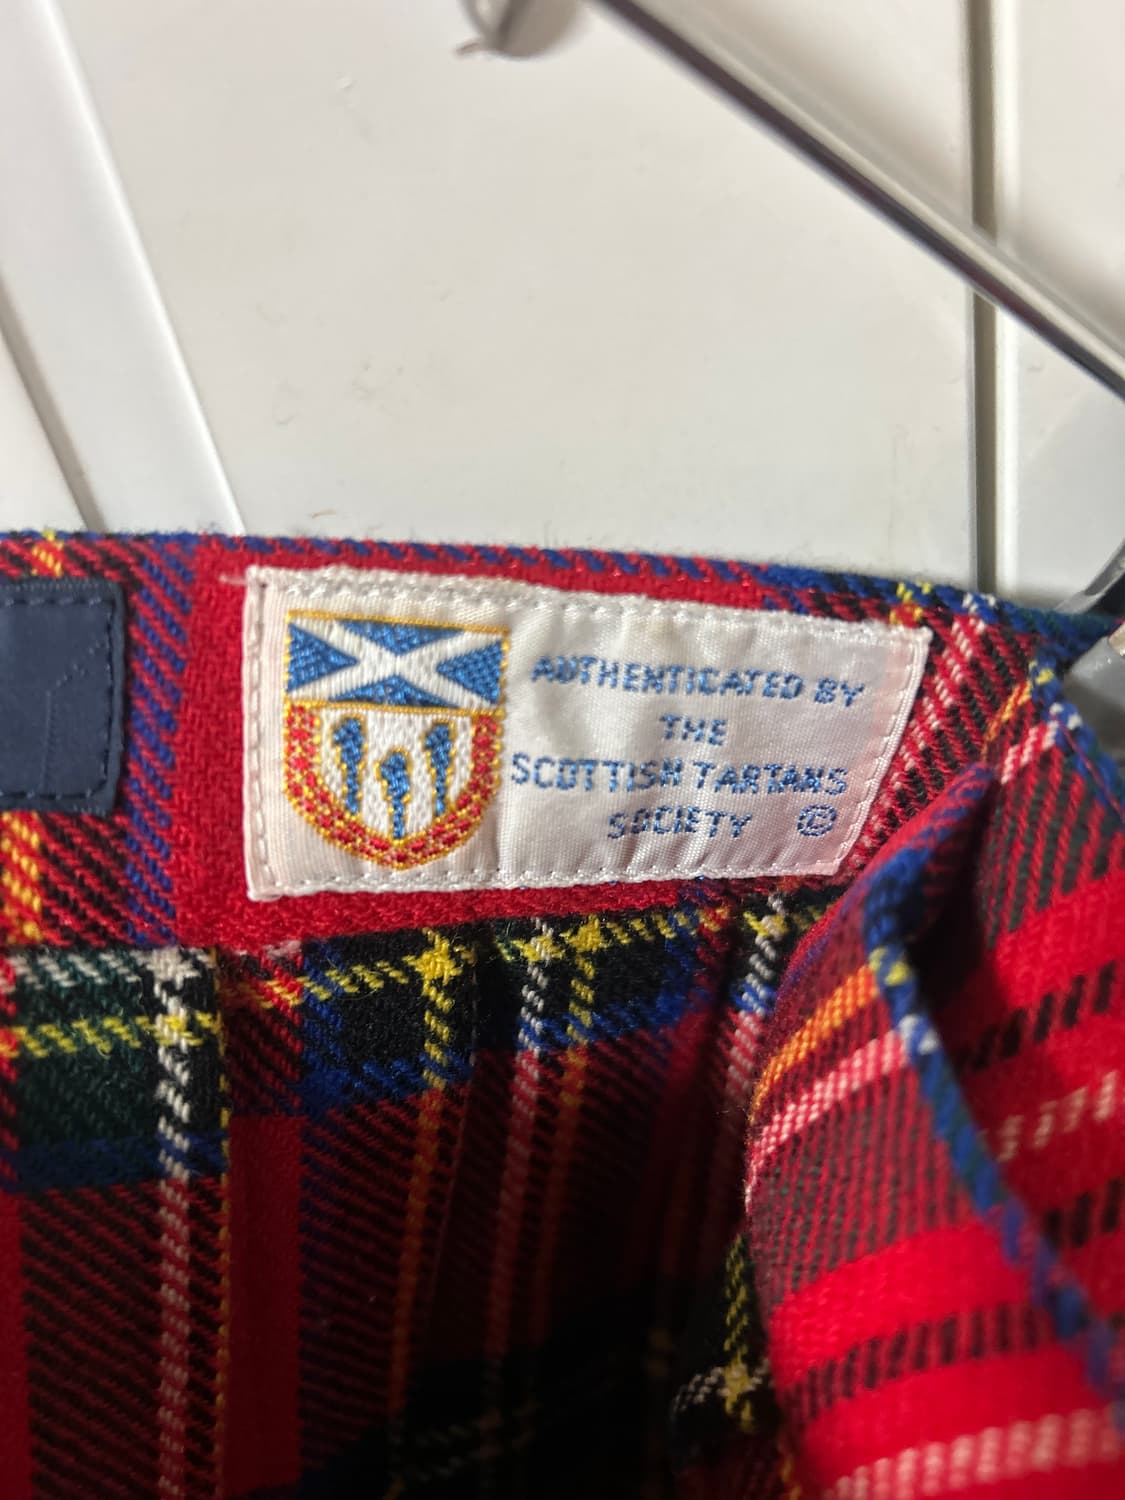 AUTHENTICATED BY
THE
SCOTTISH TARTANS
SOCIETY ©